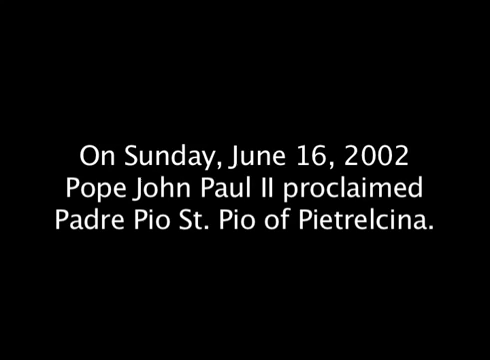 On Sunday, June 16, 2002
Pope John Paul II proclaimed
Padre Pio St. Pio of Pietrelcina.